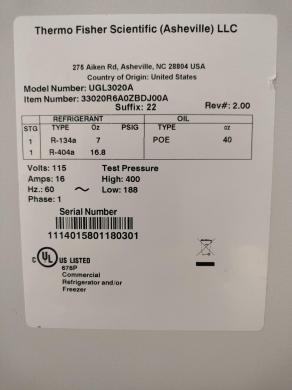 Thermo Fisher Scientific (Asheville) LLC
275 Aiken Rd, Asheville, NC 28804 USA
Country of Origin: United States
Model Number: UGL3020A
Item Number: 33020R6A0ZBDJ00A
Suffix: 22 Rev#: 2.00
REFRIGERANT OIL
STG TYPE Oz PSIG TYPE oz
1 R-134a 7 POE 40
1 R-404a 16.8
Volts: 115 Test Pressure
Amps: 16 High: 400
Hz.: 60 ~ Low: 188
Phase: 1
Serial Number
1114015801180301
C UL US LISTED
676P
Commercial
Refrigerator and/or
Freezer